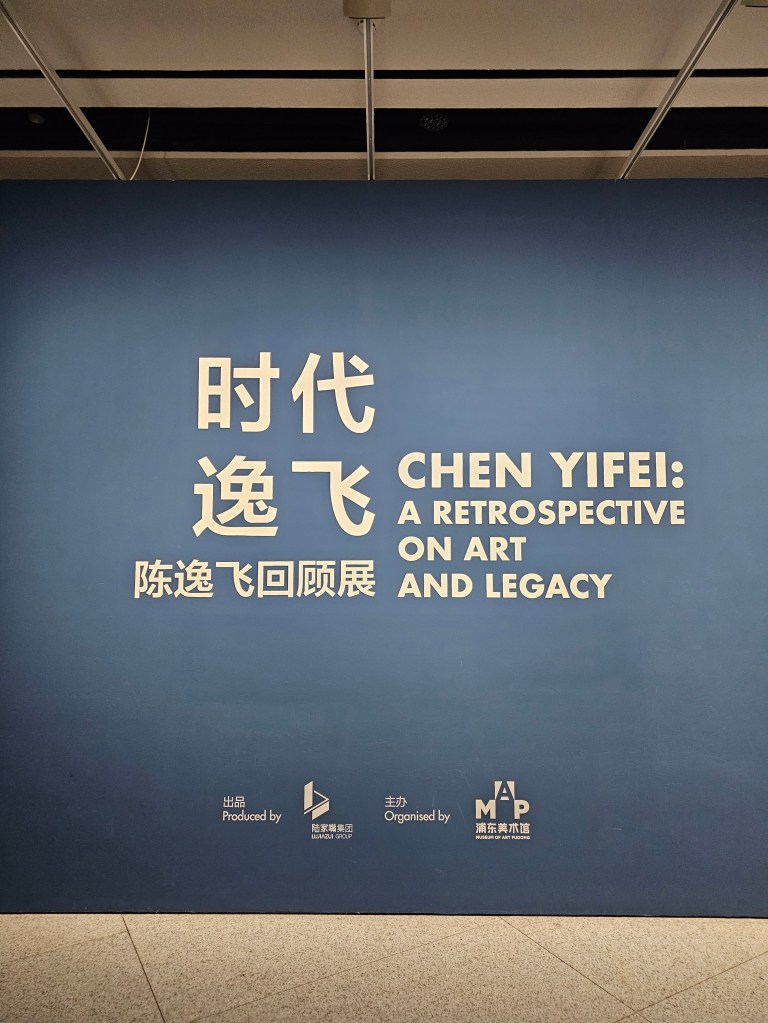 时代
逸飞
陈逸飞回顾展
CHEN YIFEI:
A RETROSPECTIVE
ON ART
AND LEGACY
出品
Produced by
陆家嘴集团
LUJIAZUI GROUP
主办
Organised by
MAP
浦东美术馆
MUSEUM OF ART PUDONG